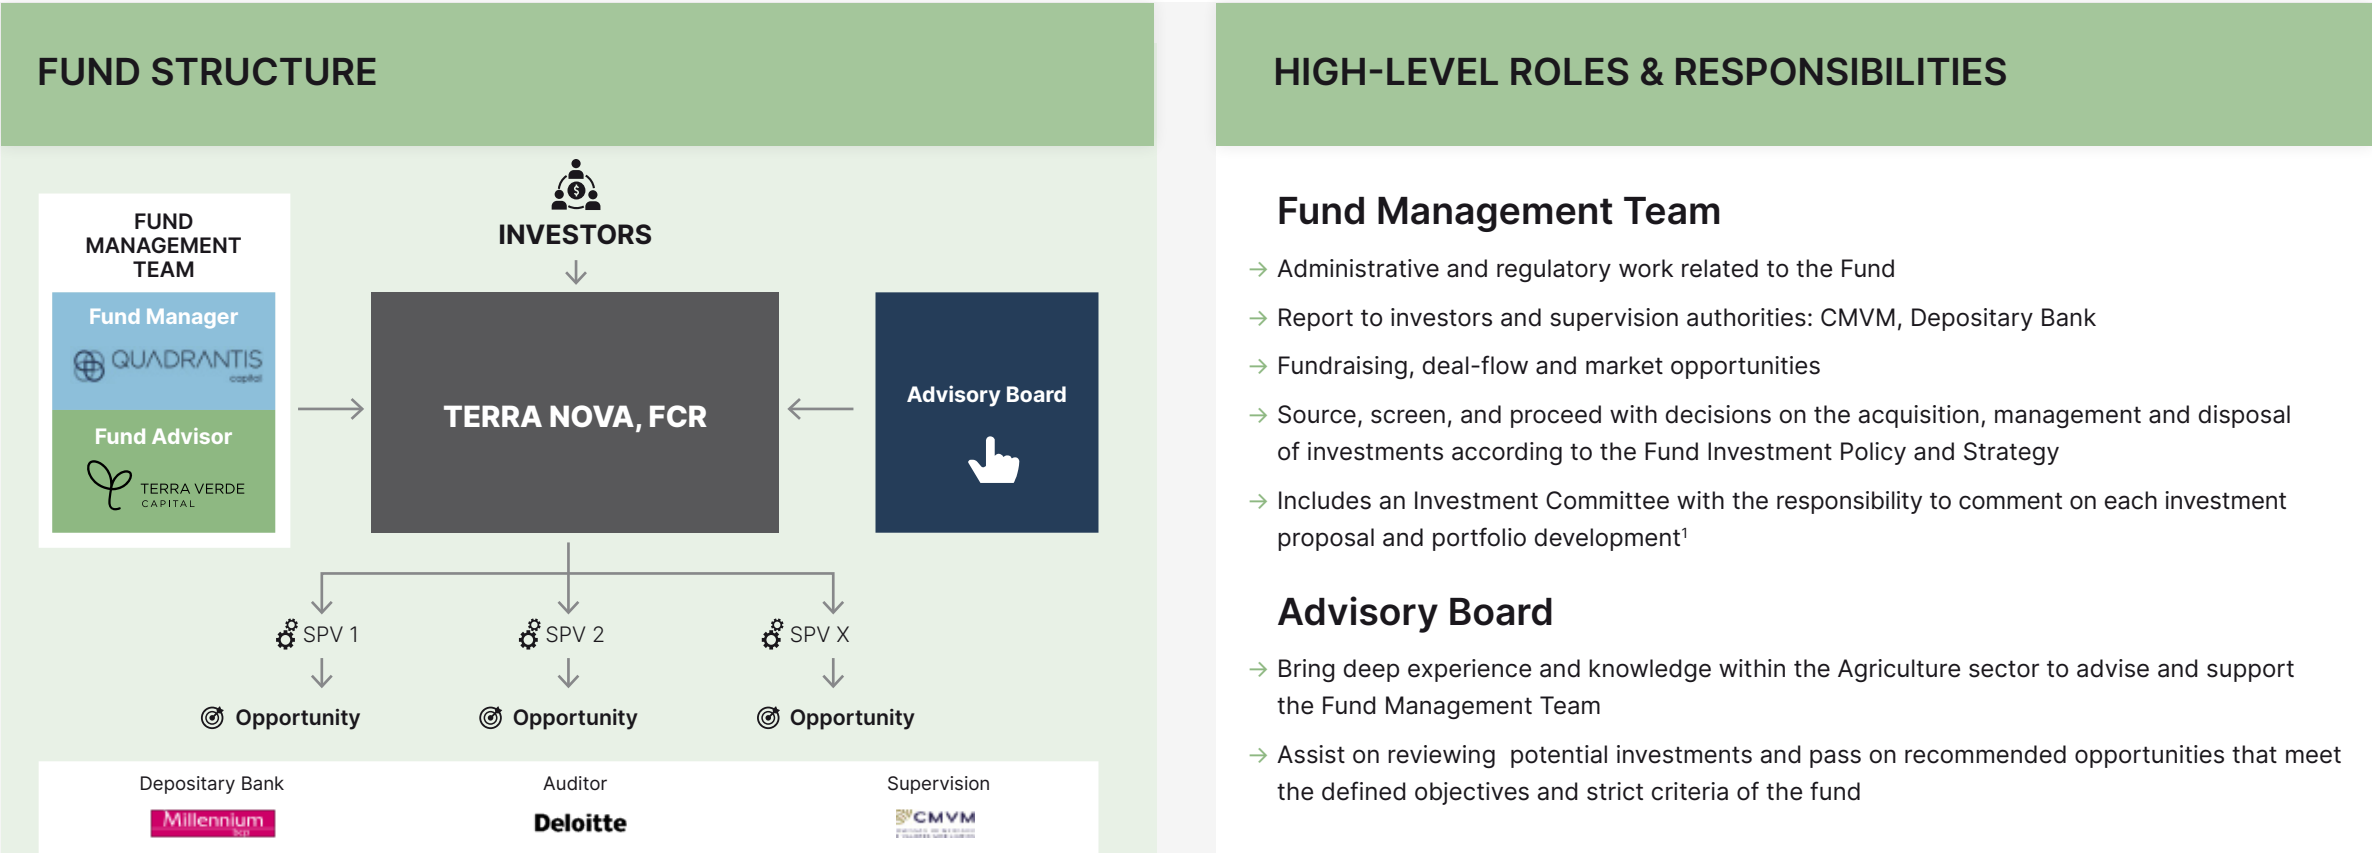 FUND STRUCTURE
INVESTORS
FUND
MANAGEMENT
TEAM
Fund Manager
QUADRANTIS
capital
Fund Advisor
TERRA VERDE
CAPITAL
TERRA NOVA, FCR
Advisory Board
SPV 1
SPV 2
SPV X
Opportunity
Opportunity
Opportunity
Depositary Bank
Millennium
bcp
Auditor
Deloitte
Supervision
CMVM
HIGH-LEVEL ROLES & RESPONSIBILITIES
Fund Management Team
→ Administrative and regulatory work related to the Fund
→ Report to investors and supervision authorities: CMVM, Depositary Bank
→ Fundraising, deal-flow and market opportunities
→ Source, screen, and proceed with decisions on the acquisition, management and disposal
of investments according to the Fund Investment Policy and Strategy
→ Includes an Investment Committee with the responsibility to comment on each investment
proposal and portfolio development¹
Advisory Board
→ Bring deep experience and knowledge within the Agriculture sector to advise and support
the Fund Management Team
→ Assist on reviewing  potential investments and pass on recommended opportunities that meet
the defined objectives and strict criteria of the fund